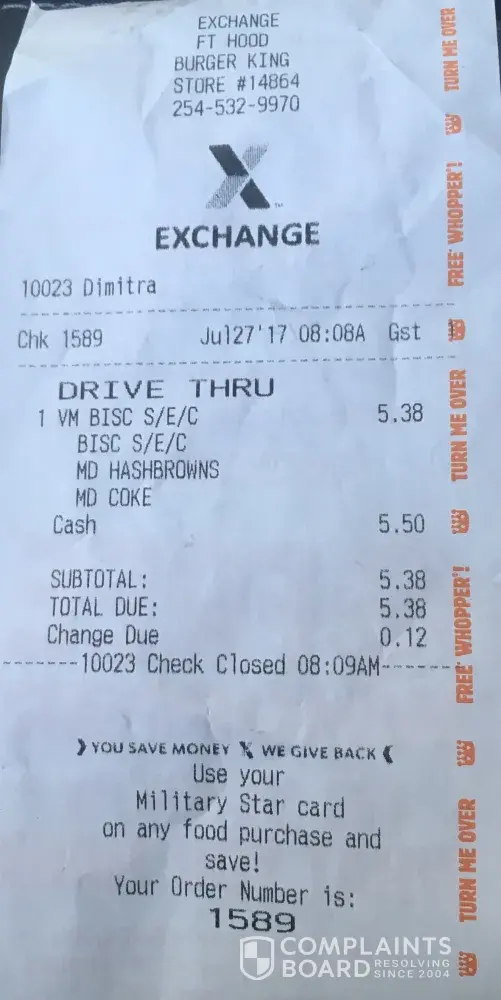 EXCHANGE
FT HOOD
BURGER KING
STORE #14864
254-532-9970
EXCHANGE
10023 Dimitra
Chk 1589 Jul27'17 08:08A Gst 1
DRIVE THRU
1 VM BISC S/E/C 5.38
BISC S/E/C
MD HASHBROWNS
MD COKE
Cash 5.50
SUBTOTAL: 5.38
TOTAL DUE: 5.38
Change Due 0.12
-------10023 Check Closed 08:09AM-------
YOU SAVE MONEY X WE GIVE BACK
Use your
Military Star card
on any food purchase and
save!
Your Order Number is:
1589
TURN ME OVER
FREE WHOPPER!
TURN ME OVER
FREE WHOPPER!
TURN ME OVER
COMPLAINTS
BOARD RESOLVING
SINCE 2004